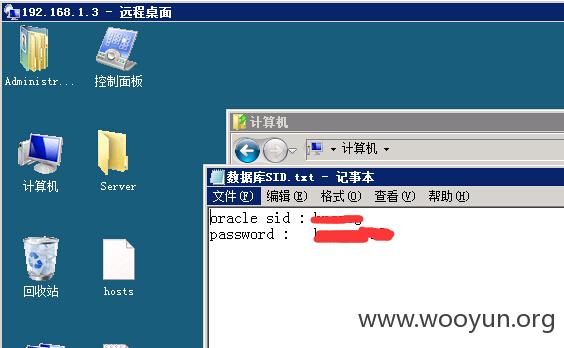 192.168.1.3 - 远程桌面
Administr...
控制面板
计算机
Server
回收站
hosts
计算机
计算机
数据库SID.txt - 记事本
文件(F) 编辑(E) 格式(O) 查看(V) 帮助(H)
oracle sid :
password :
www.wooyun.org